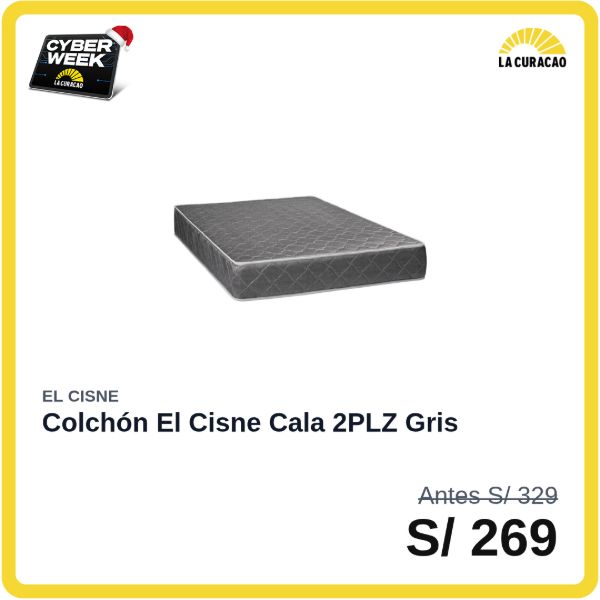 CYBER
WEEK
LA CURACAO
LA CURACAO
EL CISNE
Colchón El Cisne Cala 2PLZ Gris
Antes S/ 329
S/ 269